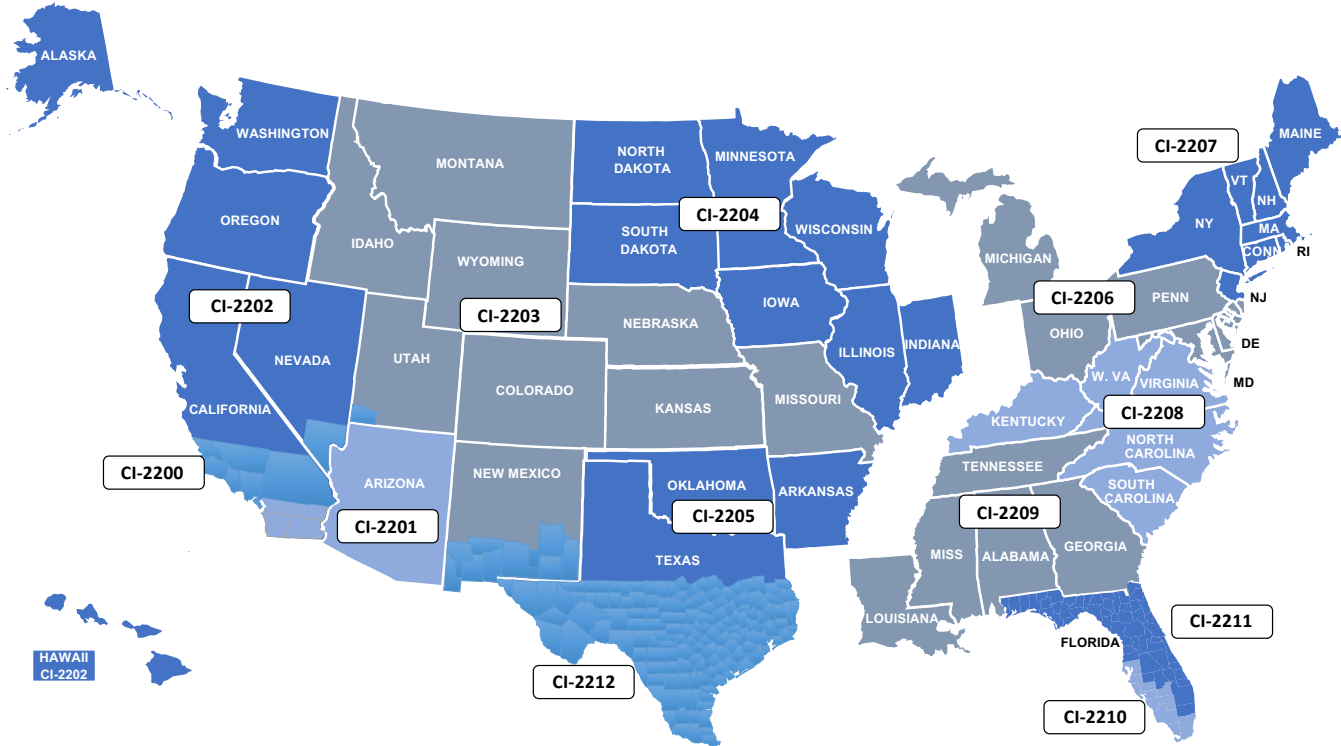 ALASKA
WASHINGTON
MONTANA
NORTH
DAKOTA
MINNESOTA
CI-2207
MAINE
VT
NH
OREGON
IDAHO
SOUTH
DAKOTA
CI-2204
WISCONSIN
NY
MA
CONN
RI
WYOMING
MICHIGAN
CI-2202
CI-2203
IOWA
CI-2206
PENN
NJ
NEBRASKA
OHIO
NEVADA
UTAH
ILLINOIS
INDIANA
DE
COLORADO
W. VA
VIRGINIA
MD
CALIFORNIA
KANSAS
MISSOURI
KENTUCKY
CI-2208
NORTH
CAROLINA
CI-2200
ARIZONA
NEW MEXICO
OKLAHOMA
ARKANSAS
TENNESSEE
SOUTH
CAROLINA
CI-2201
CI-2205
CI-2209
TEXAS
MISS
ALABAMA
GEORGIA
LOUISIANA
CI-2211
FLORIDA
HAWAII
CI-2202
CI-2212
CI-2210